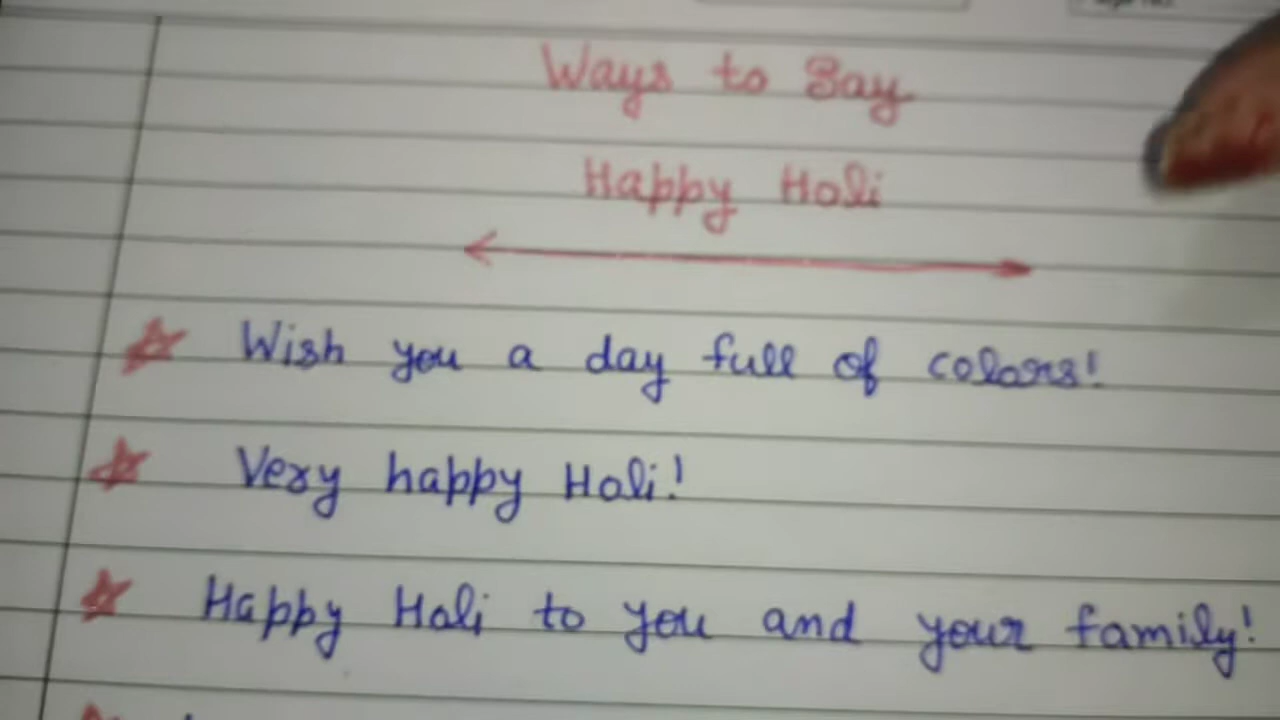 Ways to Say
Happy Holi
Wish you a day full of colors!
Very happy Holi!
Happy Holi to you and your family!